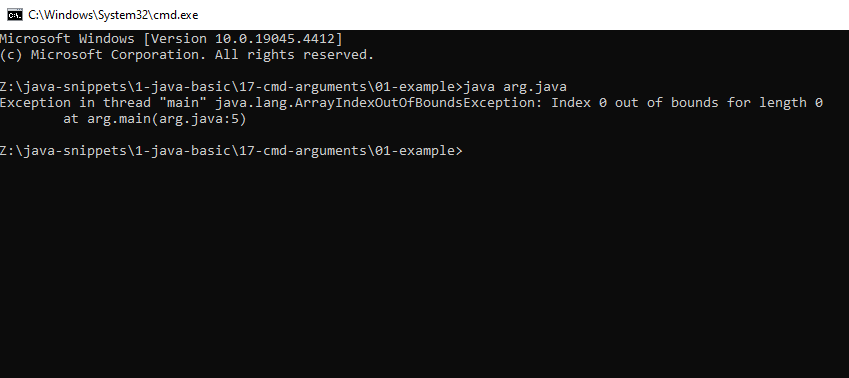 C:\Windows\System32\cmd.exe
Microsoft Windows [Version 10.0.19045.4412]
(c) Microsoft Corporation. All rights reserved.
Z:\java-snippets\1-java-basic\17-cmd-arguments\01-example>java arg.java
Exception in thread "main" java.lang.ArrayIndexOutOfBoundsException: Index 0 out of bounds for length 0
        at arg.main(arg.java:5)
Z:\java-snippets\1-java-basic\17-cmd-arguments\01-example>